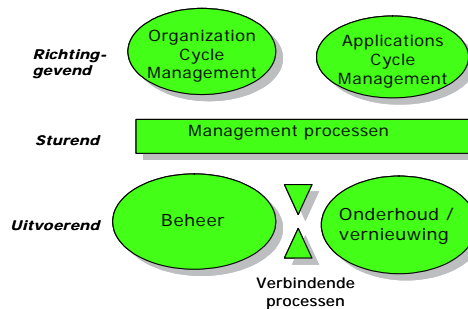 Organization
Cycle
Management
Applications
Cycle
Management
Richting-
gevend
Management processen
Sturend
Beheer
Onderhoud /
vernieuwing
Uitvoerend
Verbindende
processen